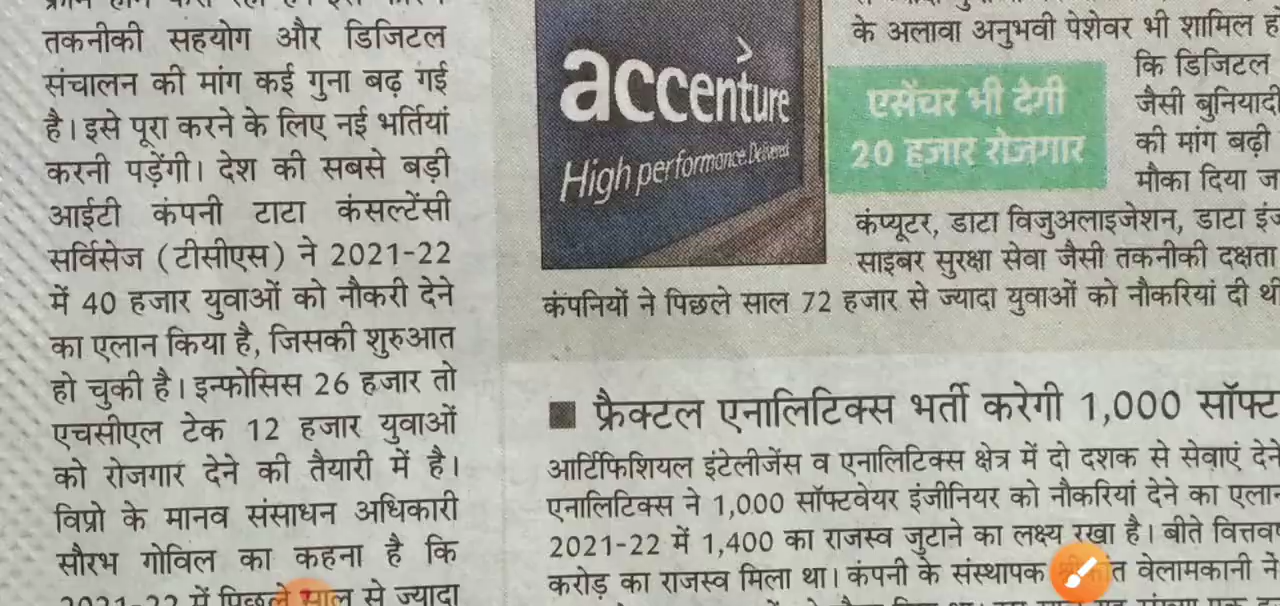 तकनीकी सहयोग और डिजिटल
संचालन की मांग कई गुना बढ़ गई
है। इसे पूरा करने के लिए नई भर्तियां
करनी पड़ेंगी। देश की सबसे बड़ी
आईटी कंपनी टाटा कंसल्टेंसी
सर्विसेज (टीसीएस) ने 2021-22
में 40 हजार युवाओं को नौकरी देने
का एलान किया है, जिसकी शुरुआत
हो चुकी है। इन्फोसिस 26 हजार तो
एचसीएल टेक 12 हजार युवाओं
को रोजगार देने की तैयारी में है।
विप्रो के मानव संसाधन अधिकारी
सौरभ गोविल का कहना है कि
2021-22 में पिछले साल से ज्यादा
accenture
High performance. Delivered
एसेंचर भी देगी
20 हजार रोजगार
के अलावा अनुभवी पेशेवर भी शामिल
कि डिजिटल
जैसी बुनियादी
की मांग बढ़ी
मौका दिया
कंप्यूटर, डाटा विजुअलाइजेशन, डाटा
साइबर सुरक्षा सेवा जैसी तकनीकी दक्षता
कंपनियों ने पिछले साल 72 हजार से ज्यादा युवाओं को नौकरियां दी थी
■ फ्रैक्टल एनालिटिक्स भर्ती करेगी 1,000 सॉफ्ट
आर्टिफिशियल इंटेलीजेंस व एनालिटिक्स क्षेत्र में दो दशक से सेवाएं देने
एनालिटिक्स ने 1,000 सॉफ्टवेयर इंजीनियर को नौकरियां देने का एला
2021-22 में 1,400 का राजस्व जुटाने का लक्ष्य रखा है। बीते वित्तव
करोड़ का राजस्व मिला था। कंपनी के संस्थापक वेलामकानी ने